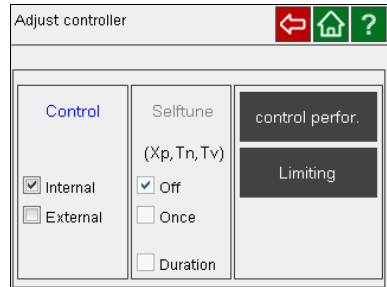 Adjust controller
?
Control
Internal
External
Selftune
(Xp,Tn,Tv)
Off
Once
Duration
control perfor.
Limiting